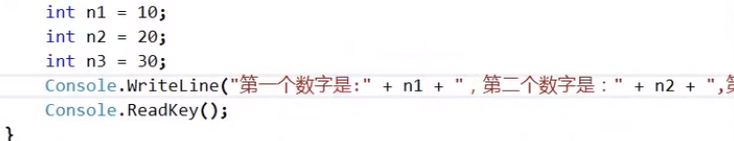 int n1 = 10;
int n2 = 20;
int n3 = 30;
Console.WriteLine("第一个数字是:" + n1 + "，第二个数字是："+ n2 + ",第
Console.ReadKey();
}